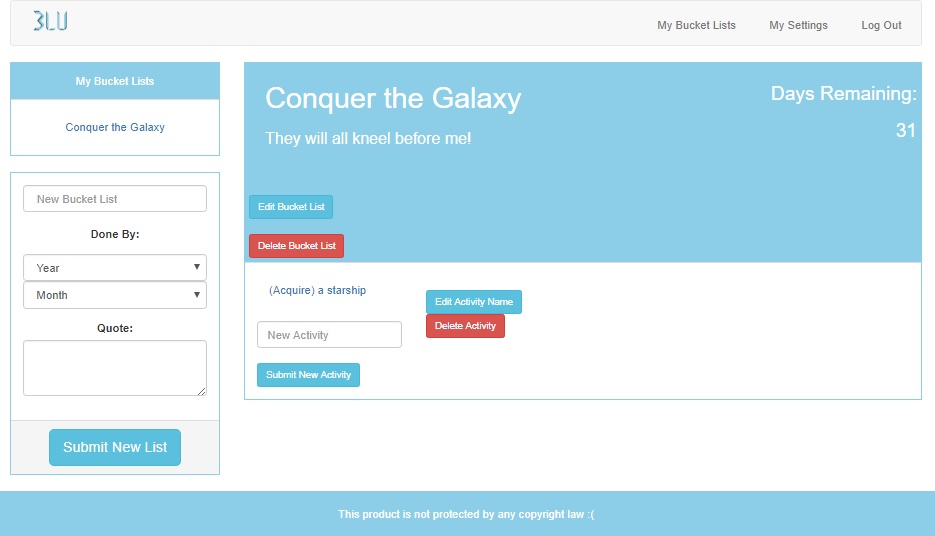 3LU
My Bucket Lists
My Settings
Log Out
My Bucket Lists
Conquer the Galaxy
New Bucket List
Done By:
Year
Month
Quote:
Submit New List
Conquer the Galaxy
They will all kneel before me!
Days Remaining:
31
Edit Bucket List
Delete Bucket List
(Acquire) a starship
Edit Activity Name
Delete Activity
New Activity
Submit New Activity
This product is not protected by any copyright law :(